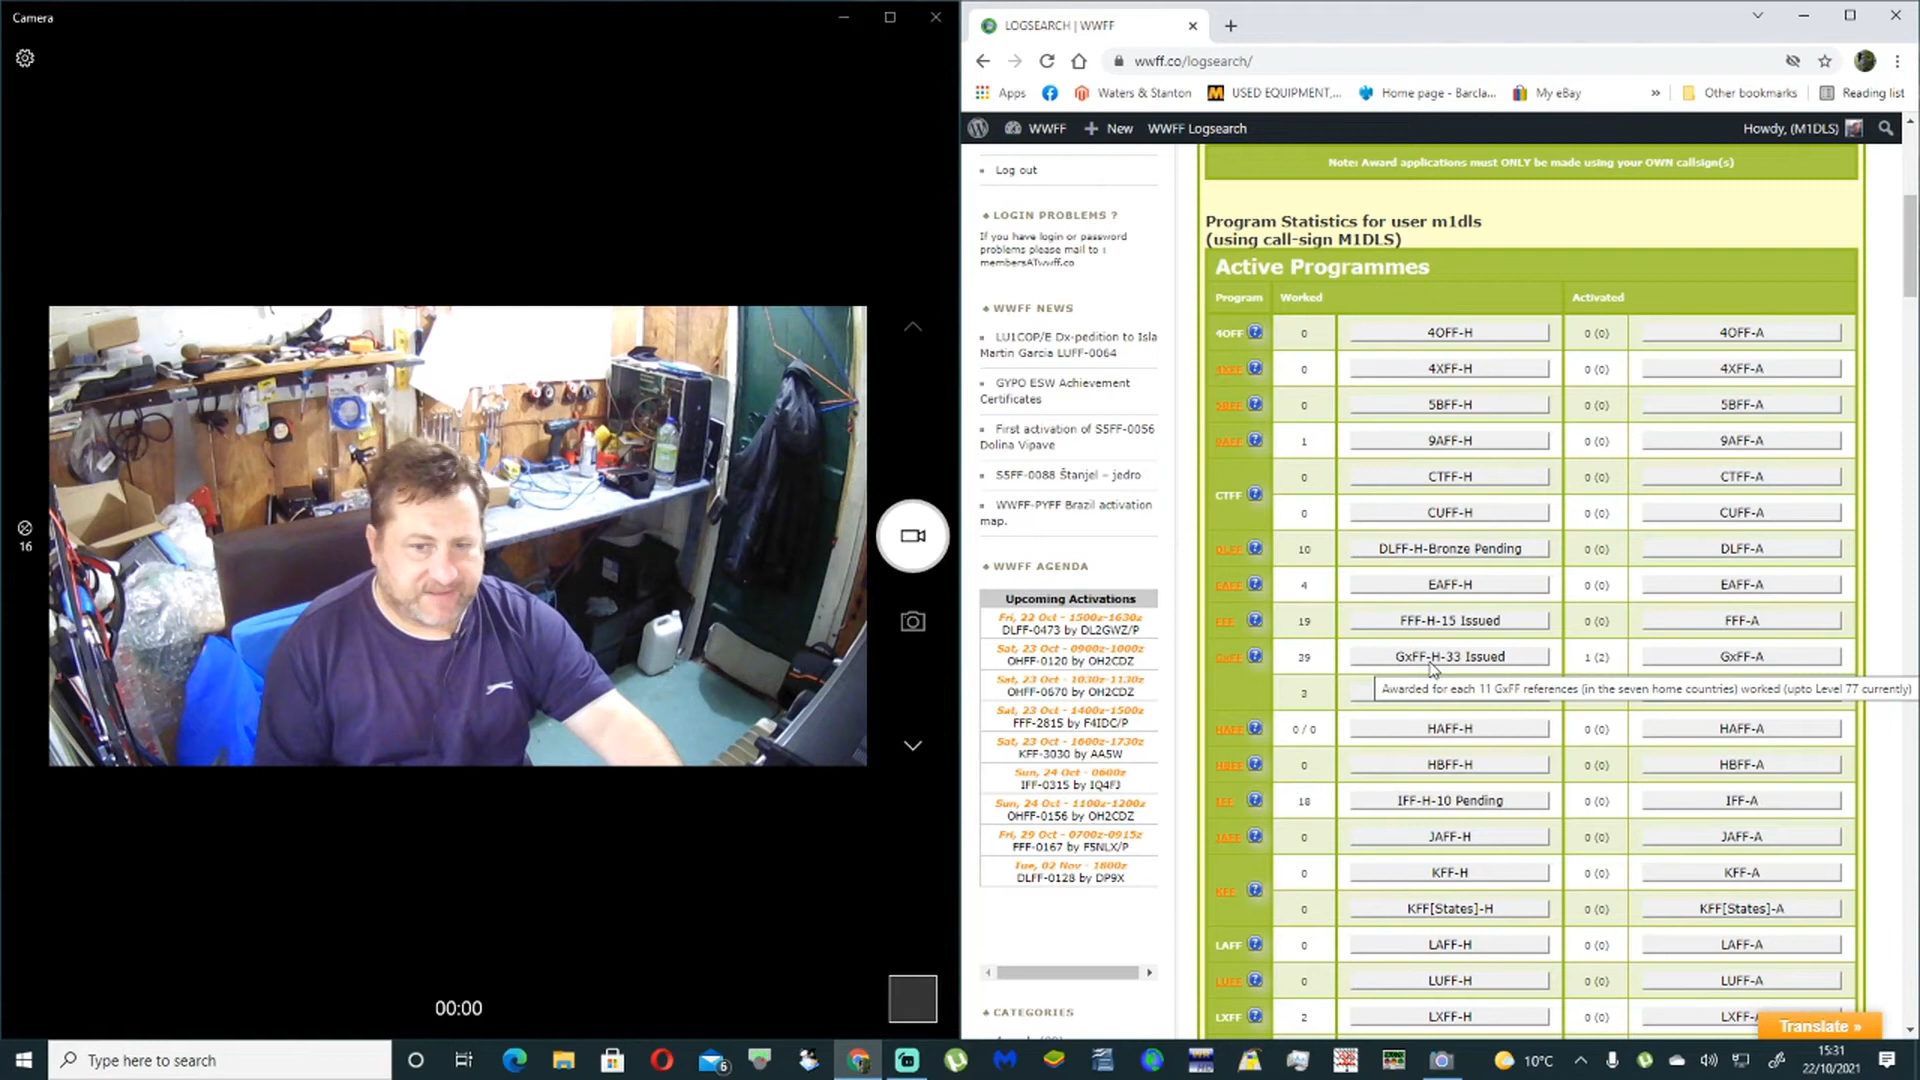 Camera
16
00:00
LOGSEARCH | WWFF
wwff.co/logsearch/
Apps
Waters & Stanton
USED EQUIPMENT,...
Home page - Barcla...
My eBay
»
Other bookmarks
Reading list
WWFF
New
WWFF Logsearch
Howdy, (M1DLS)
Log out
LOGIN PROBLEMS ?
If you have login or password
problems please mail to :
membersATwwff.co
WWFF NEWS
LU1COP/E Dx-pedition to Isla
Martin Garcia LUFF-0064
GYPO ESW Achievement
Certificates
First activation of S5FF-0056
Dolina Vipave
S5FF-0088 Štanjel – jedro
WWFF-PYFF Brazil activation
map.
WWFF AGENDA
Upcoming Activations
Fri, 22 Oct - 1500z-1630z
DLFF-0473 by DL2GWZ/P
Sat, 23 Oct - 0900z-1000z
OHFF-0120 by OH2CDZ
Sat, 23 Oct - 1030z-1130z
OHFF-0670 by OH2CDZ
Sat, 23 Oct - 1400z-1500z
FFF-2815 by F4IDC/P
Sat, 23 Oct - 1600z-1730z
KFF-3030 by AA5W
Sun, 24 Oct - 0600z
IFF-0315 by IQ4FJ
Sun, 24 Oct - 1100z-1200z
OHFF-0156 by OH2CDZ
Fri, 29 Oct - 0700z-0915z
FFF-0167 by F5NLX/P
Tue, 02 Nov - 1800z
DLFF-0128 by DP9X
CATEGORIES
Note: Award applications must ONLY be made using your OWN callsign(s)
Program Statistics for user m1dls
(using call-sign M1DLS)
Active Programmes
Program Worked Activated
4OFF 0 4OFF-H 0 (0) 4OFF-A
4XFF 0 4XFF-H 0 (0) 4XFF-A
5BFF 0 5BFF-H 0 (0) 5BFF-A
9AFF 1 9AFF-H 0 (0) 9AFF-A
CTFF 0 CTFF-H 0 (0) CTFF-A
0 CUFF-H 0 (0) CUFF-A
DLFF 10 DLFF-H-Bronze Pending 0 (0) DLFF-A
EAFF 4 EAFF-H 0 (0) EAFF-A
FFF 19 FFF-H-15 Issued 0 (0) FFF-A
GxFF 39 GxFF-H-33 Issued 1 (2) GxFF-A
3
Awarded for each 11 GxFF references (in the seven home countries) worked (upto Level 77 currently)
HAFF 0 / 0 HAFF-H 0 (0) HAFF-A
HBFF 0 HBFF-H 0 (0) HBFF-A
IFF 18 IFF-H-10 Pending 0 (0) IFF-A
JAFF 0 JAFF-H 0 (0) JAFF-A
KFF 0 KFF-H 0 (0) KFF-A
0 KFF[States]-H 0 (0) KFF[States]-A
LAFF 0 LAFF-H 0 (0) LAFF-A
LUFF 0 LUFF-H 0 (0) LUFF-A
LXFF 2 LXFF-H 0 (0)
Translate »
Type here to search
6
10°C
15:31
22/10/2021